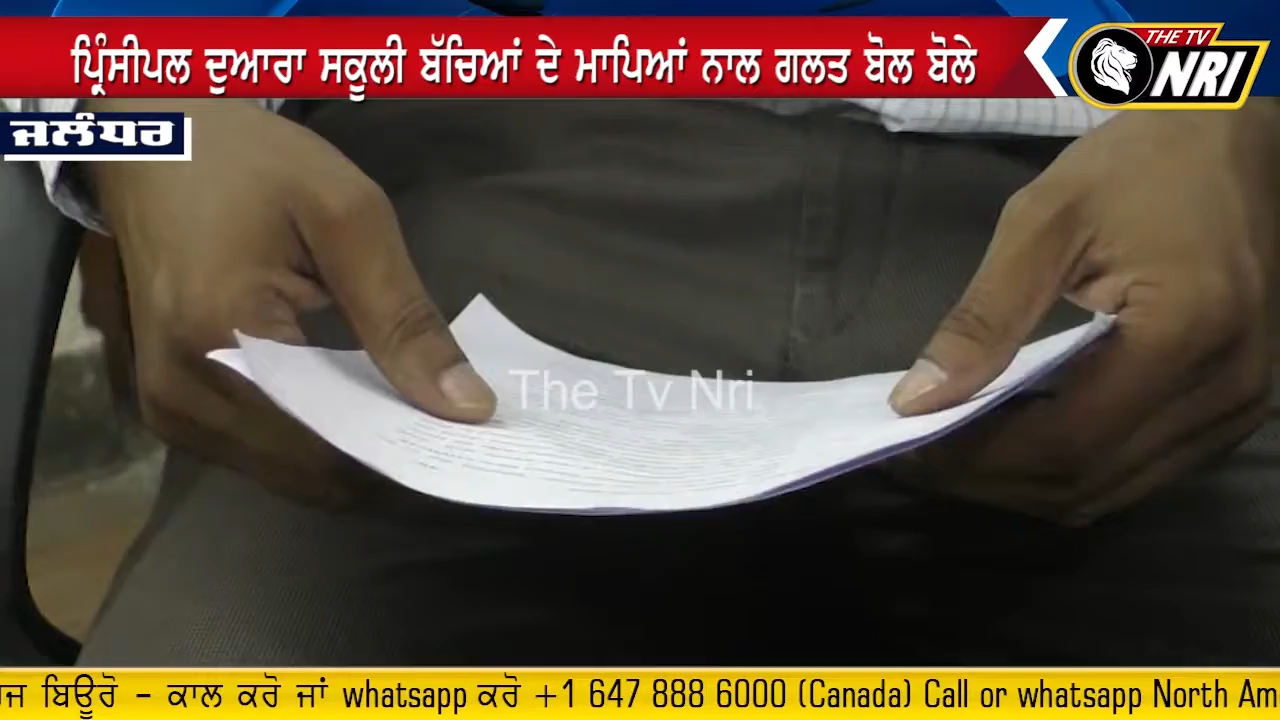 ਪ੍ਰਿੰਸੀਪਲ ਦੁਆਰਾ ਸਕੂਲੀ ਬੱਚਿਆਂ ਦੇ ਮਾਪਿਆਂ ਨਾਲ ਗਲਤ ਬੋਲ ਬੋਲੇ
THE TV
NRI
ਜਲੰਧਰ
The Tv Nri
ਬਿਊਰੋ - ਕਾਲ ਕਰੋ ਜਾਂ whatsapp ਕਰੋ +1 647 888 6000 (Canada) Call or whatsapp North Am